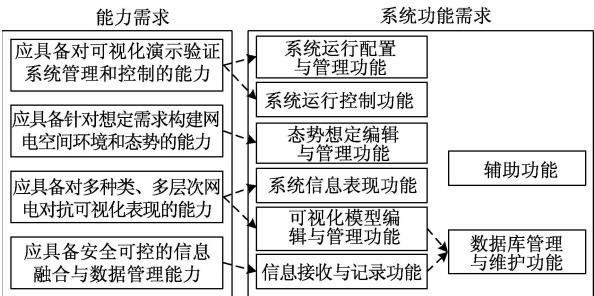 能力需求
系统功能需求
应具备对可视化演示验证
系统管理和控制的能力
应具备针对想定需求构建网
电空间环境和态势的能力
应具备对多种类、多层次网
电对抗可视化表现的能力
应具备安全可控的信息
融合与数据管理能力
系统运行配置
与管理功能
系统运行控制功能
态势想定编辑
与管理功能
系统信息表现功能
可视化模型编
辑与管理功能
信息接收与记录功能
辅助功能
数据库管理
与维护功能